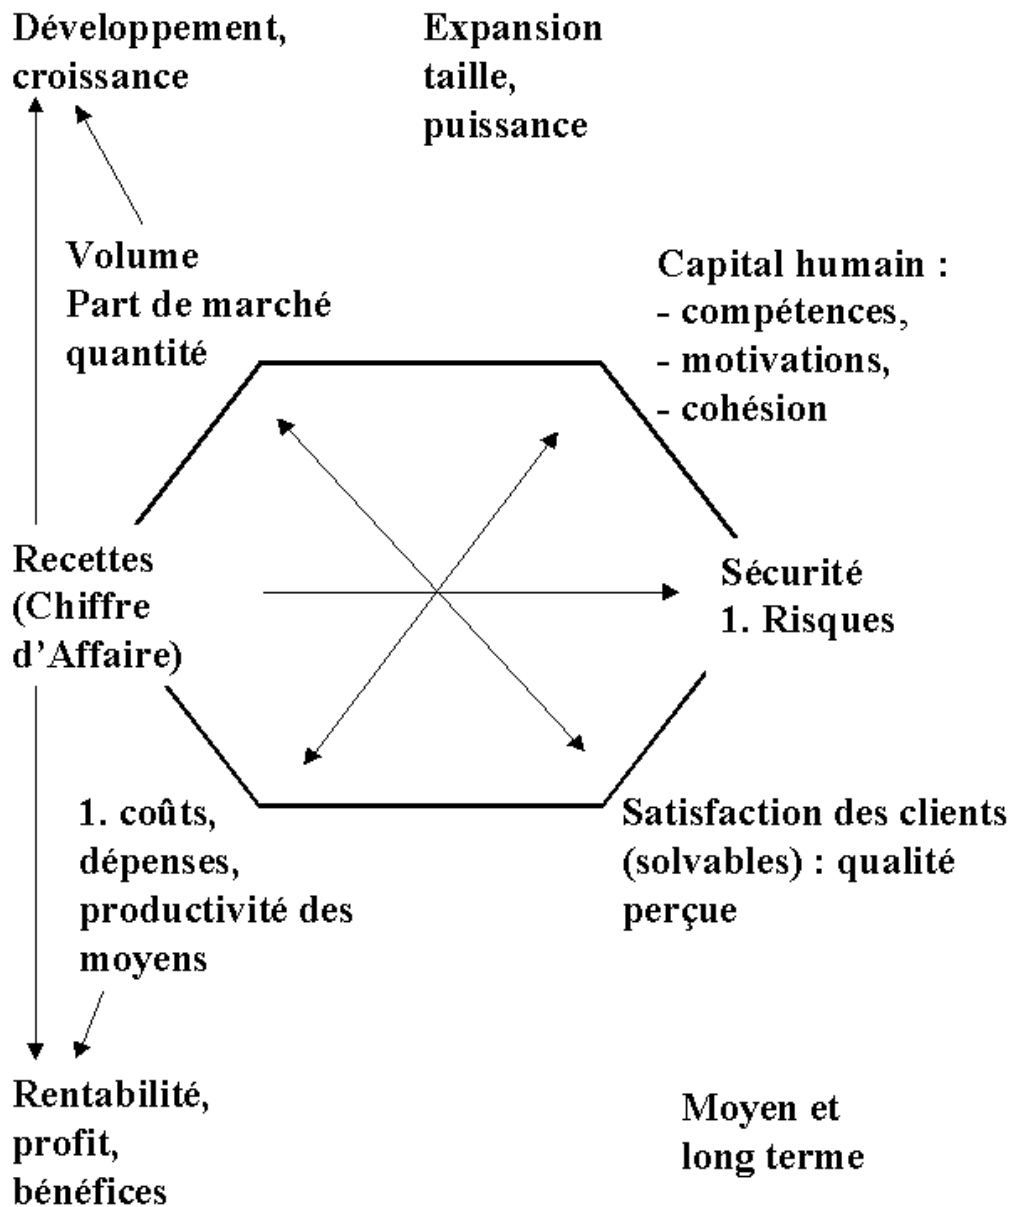 Développement,
croissance
Expansion
taille,
puissance
Volume
Part de marché
quantité
Capital humain :
- compétences,
- motivations,
- cohésion
Recettes
(Chiffre
d’Affaire)
Sécurité
1. Risques
1. coûts,
dépenses,
productivité des
moyens
Satisfaction des clients
(solvables) : qualité
perçue
Rentabilité,
profit,
bénéfices
Moyen et
long terme